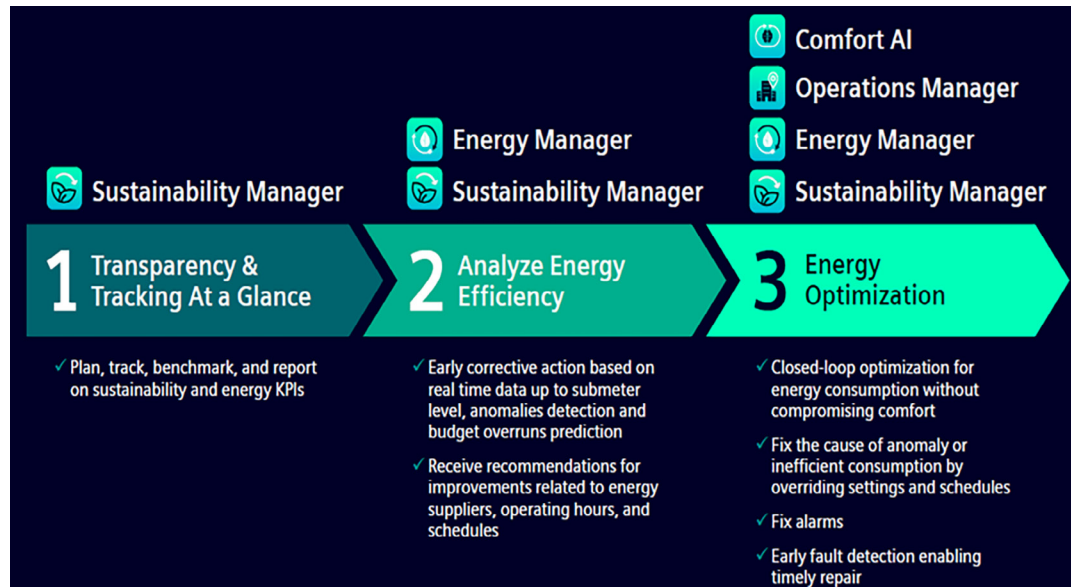 Comfort AI
Operations Manager
Energy Manager
Energy Manager
Sustainability Manager
Sustainability Manager
Sustainability Manager
1 Transparency &
Tracking At a Glance
2 Analyze Energy
Efficiency
3 Energy
Optimization
✓ Plan, track, benchmark, and report
on sustainability and energy KPIs
✓ Early corrective action based on
real time data up to submeter
level, anomalies detection and
budget overruns prediction
✓ Receive recommendations for
improvements related to energy
suppliers, operating hours, and
schedules
✓ Closed-loop optimization for
energy consumption without
compromising comfort
✓ Fix the cause of anomaly or
inefficient consumption by
overriding settings and schedules
✓ Fix alarms
✓ Early fault detection enabling
timely repair